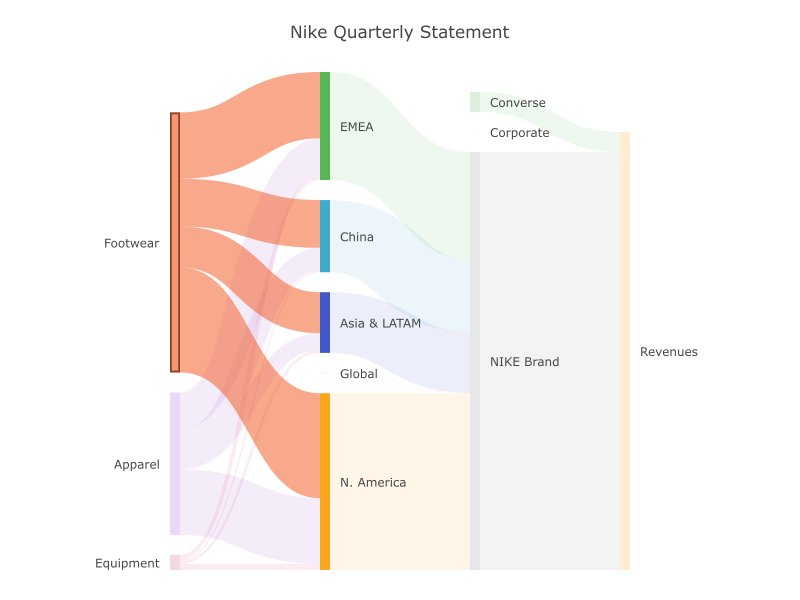 Nike Quarterly Statement
Footwear
Apparel
Equipment
EMEA
China
Asia & LATAM
Global
N. America
Converse
Corporate
NIKE Brand
Revenues